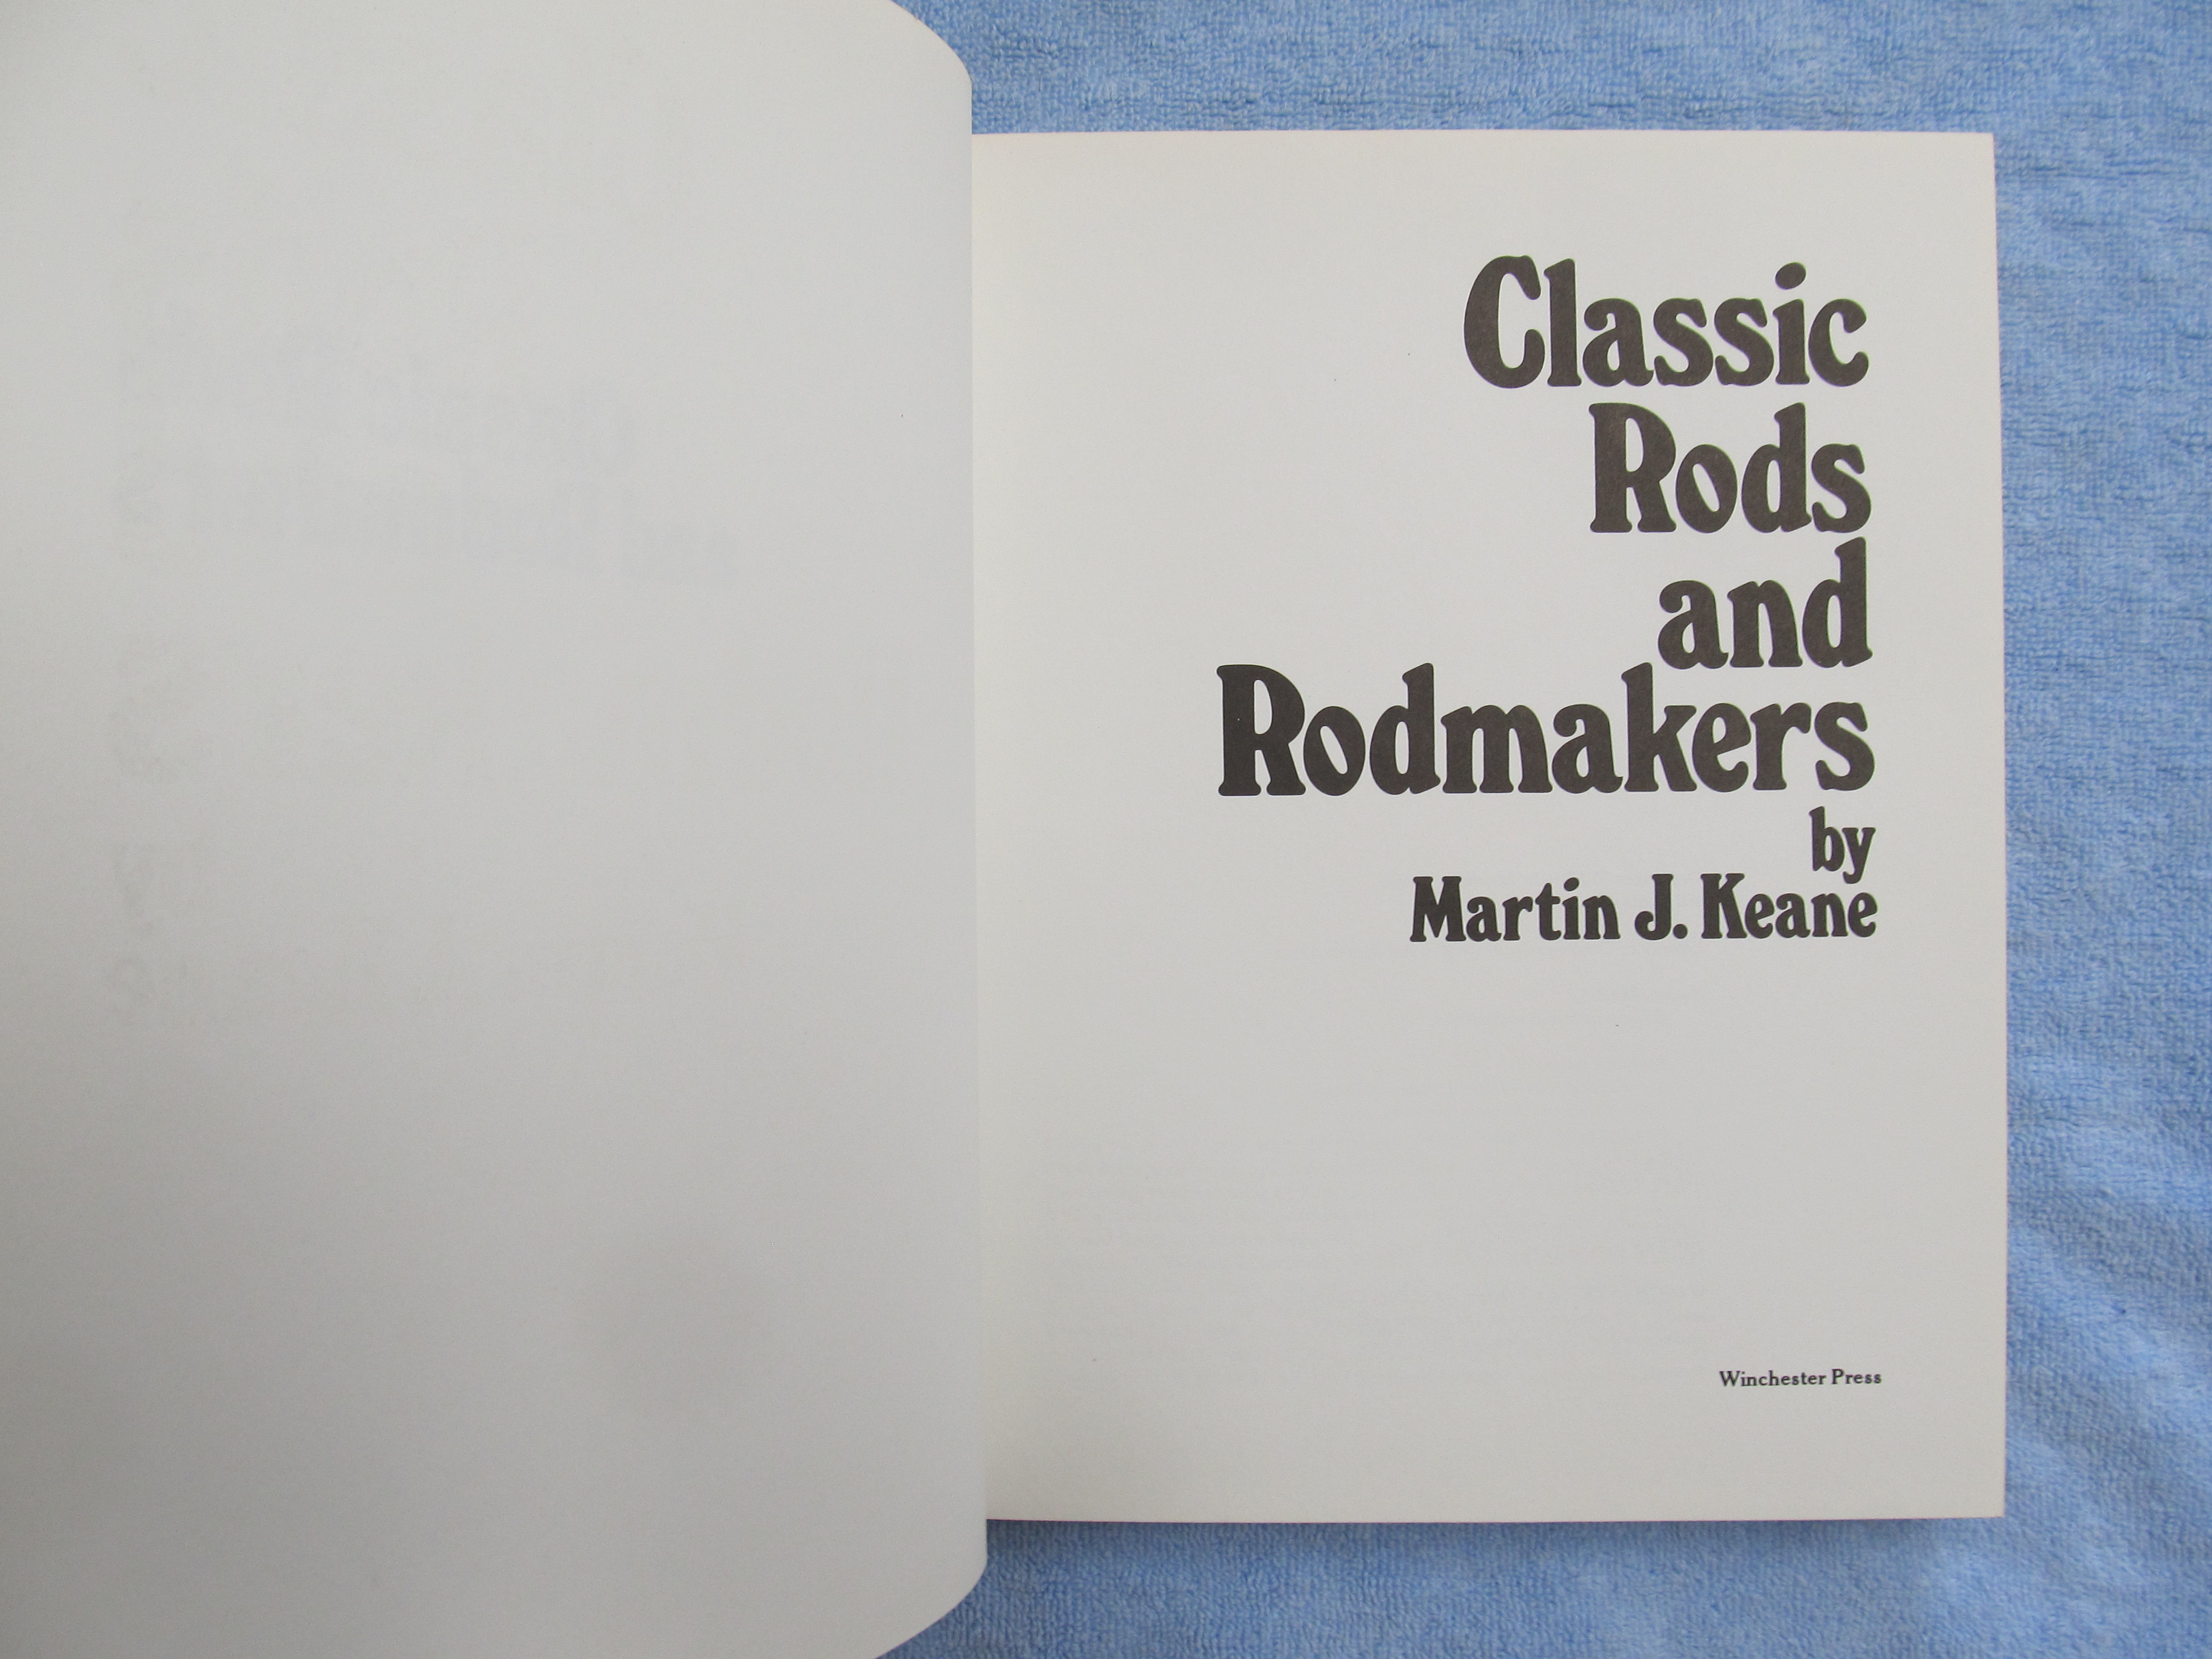 Classic
Rods
and
Rodmakers
by
Martin J. Keane
Winchester Press